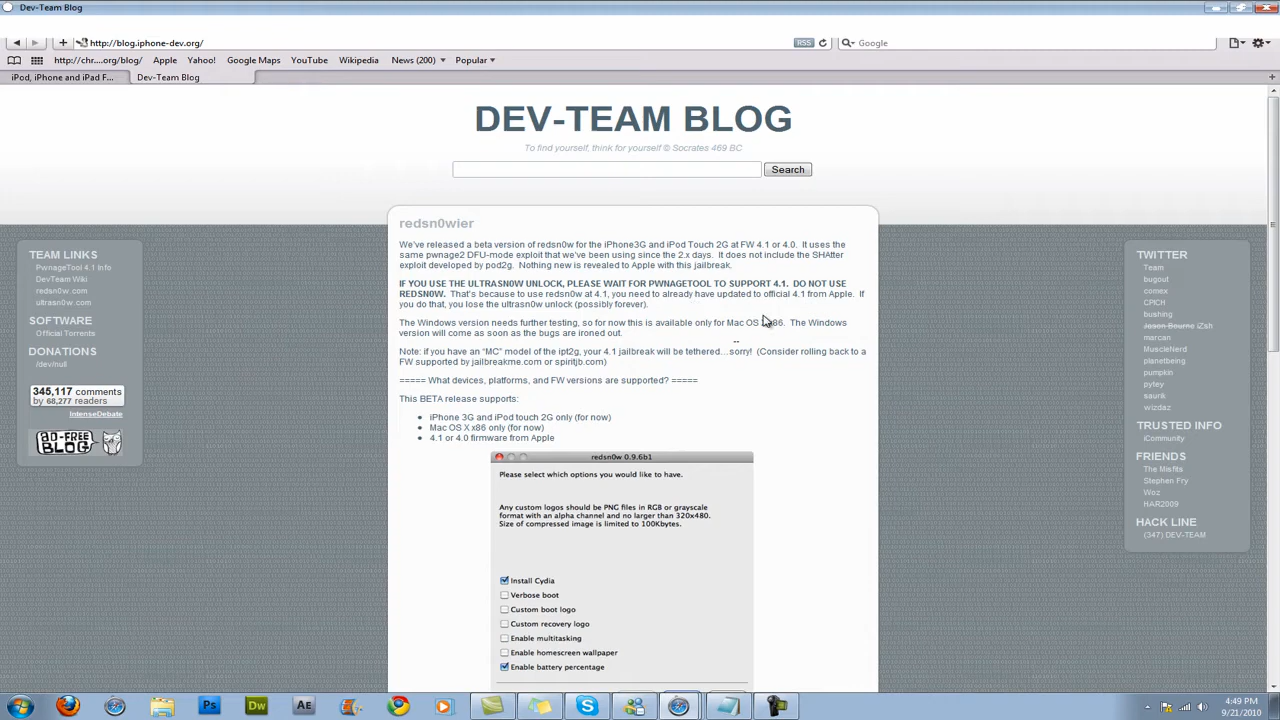 Dev-Team Blog
http://blog.iphone-dev.org/
RSS
Google
http://chr....org/blog/
Apple
Yahoo!
Google Maps
YouTube
Wikipedia
News (200)
Popular
iPod, iPhone and iPad F...
Dev-Team Blog
DEV-TEAM BLOG
To find yourself, think for yourself © Socrates 469 BC
Search
TEAM LINKS
PwnageTool 4.1 Info
DevTeam Wiki
redsn0w.com
ultrasn0w.com
SOFTWARE
Official Torrents
DONATIONS
/dev/null
345,117 comments
by 68,277 readers
IntenseDebate
BD-FREE
BLOG
redsn0wier
We've released a beta version of redsn0w for the iPhone3G and iPod Touch 2G at FW 4.1 or 4.0. It uses the
same pwnage2 DFU-mode exploit that we've been using since the 2.x days. It does not include the SHAtter
exploit developed by pod2g. Nothing new is revealed to Apple with this jailbreak.
IF YOU USE THE ULTRASN0W UNLOCK, PLEASE WAIT FOR PWNAGETOOL TO SUPPORT 4.1. DO NOT USE
REDSN0W. That's because to use redsn0w at 4.1, you need to already have updated to official 4.1 from Apple. If
you do that, you lose the ultrasn0w unlock (possibly forever).
The Windows version needs further testing, so for now this is available only for Mac OS x86. The Windows
version will come as soon as the bugs are ironed out.
Note: if you have an "MC" model of the ipt2g, your 4.1 jailbreak will be tethered...sorry! (Consider rolling back to a
FW supported by jailbreakme.com or spiritjb.com)
===== What devices, platforms, and FW versions are supported? =====
This BETA release supports:
iPhone 3G and iPod touch 2G only (for now)
Mac OS X x86 only (for now)
4.1 or 4.0 firmware from Apple
redsn0w 0.9.6b1
Please select which options you would like to have.
Any custom logos should be PNG files in RGB or grayscale
format with an alpha channel and no larger than 320x480.
Size of compressed image is limited to 100Kbytes.
Install Cydia
Verbose boot
Custom boot logo
Custom recovery logo
Enable multitasking
Enable homescreen wallpaper
Enable battery percentage
TWITTER
Team
bugout
comex
CPICH
bushing
Jason Bourne iZsh
marcan
MuscleNerd
planetbeing
pumpkin
pytey
saurik
wizdaz
TRUSTED INFO
iCommunity
FRIENDS
The Misfits
Stephen Fry
Woz
HAR2009
HACK LINE
(347) DEV-TEAM
Ps
Dw
AE
4:49 PM
9/21/2010